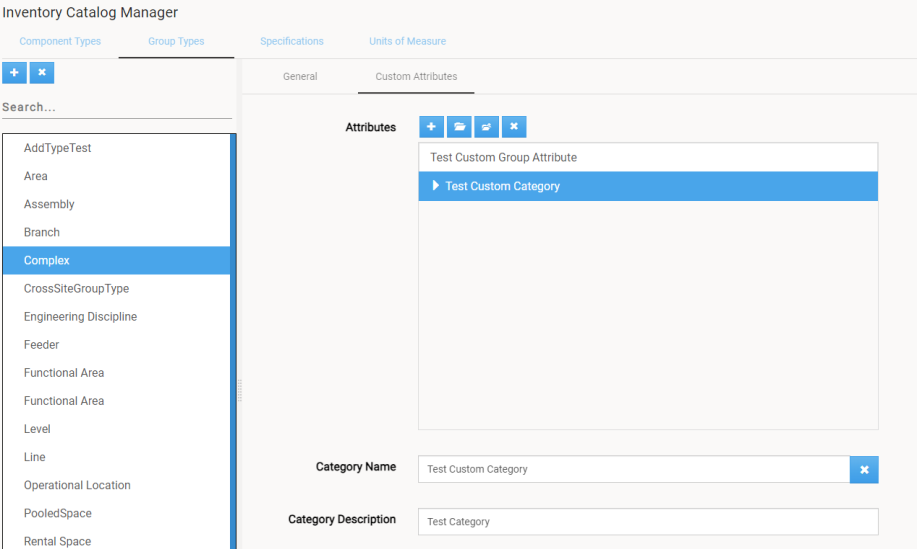 Inventory Catalog Manager
Component Types
Group Types
Specifications
Units of Measure
General
Custom Attributes
Search...
AddTypeTest
Area
Assembly
Branch
Complex
CrossSiteGroupType
Engineering Discipline
Feeder
Functional Area
Functional Area
Level
Line
Operational Location
PooledSpace
Rental Space
Attributes
Test Custom Group Attribute
Test Custom Category
Category Name
Test Custom Category
Category Description
Test Category